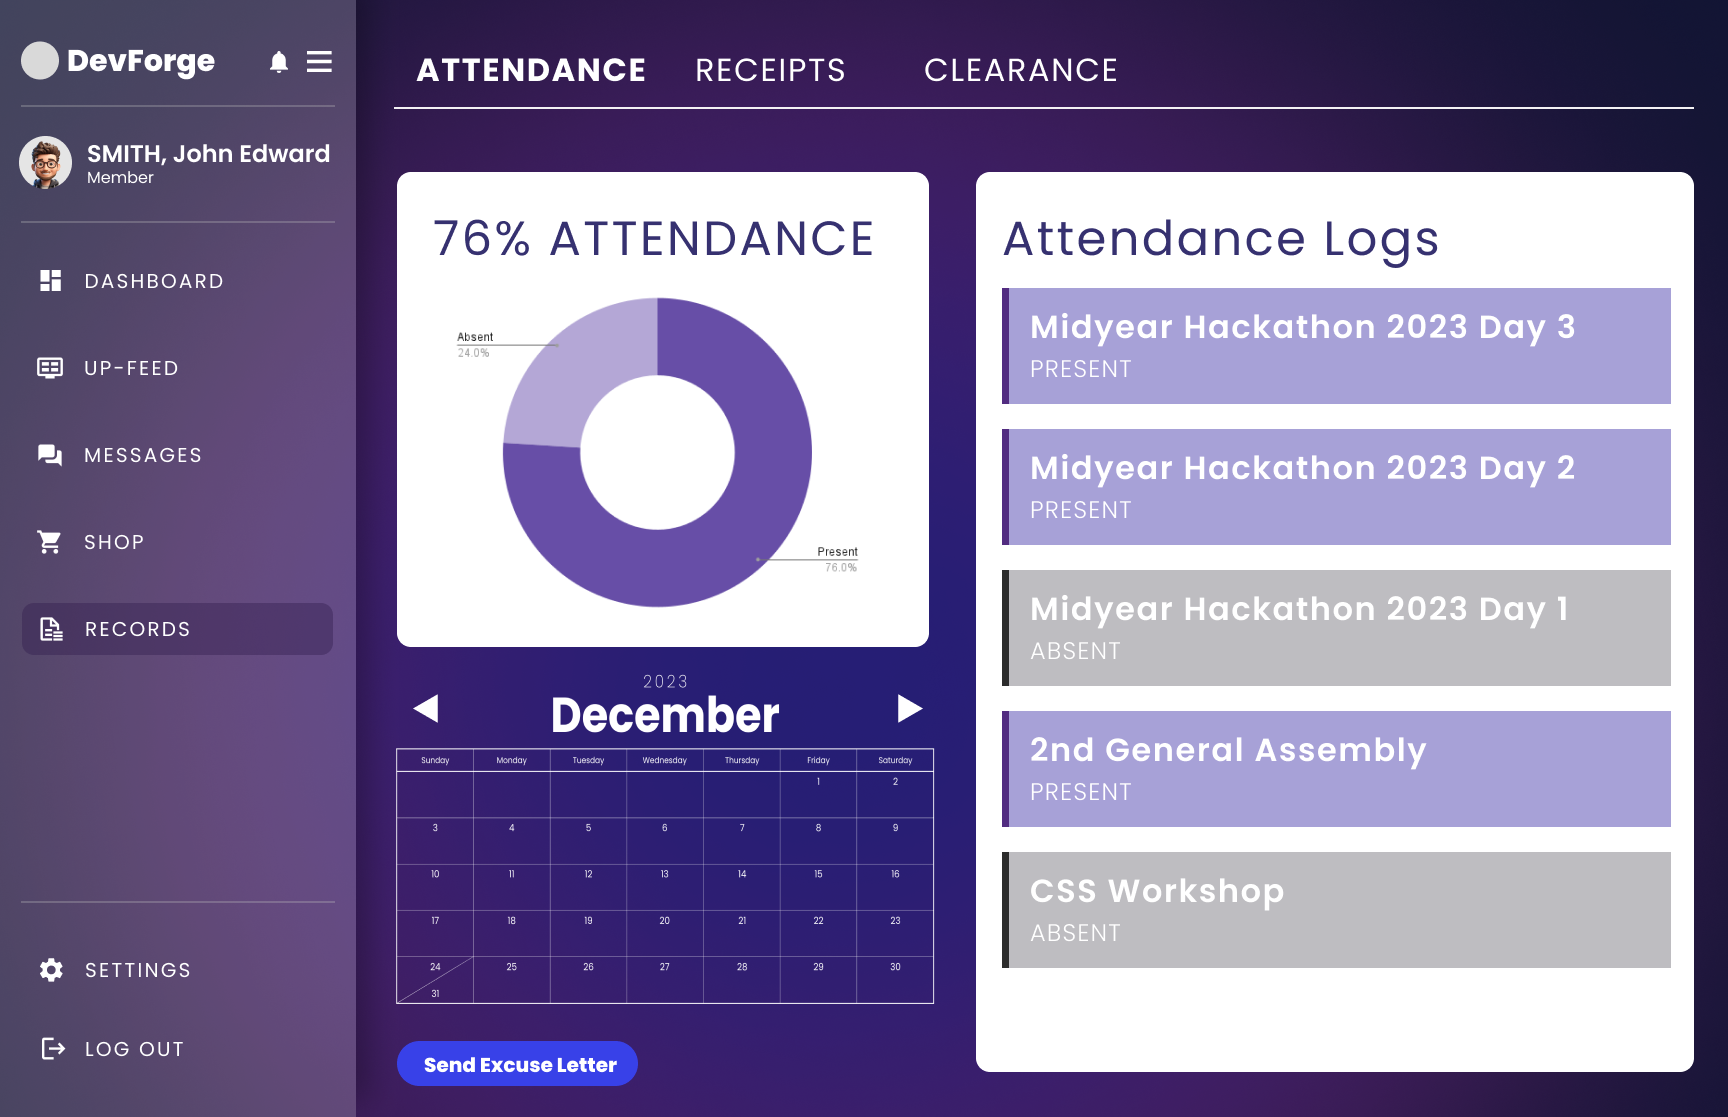 DevForge
SMITH, John Edward
Member
DASHBOARD
UP-FEED
MESSAGES
SHOP
RECORDS
SETTINGS
LOG OUT
ATTENDANCE RECEIPTS CLEARANCE
76% ATTENDANCE
Absent
24.0%
Present
76.0%
2023
December
Sunday Monday Tuesday Wednesday Thursday Friday Saturday
1 2
3 4 5 6 7 8 9
10 11 12 13 14 15 16
17 18 19 20 21 22 23
24 25 26 27 28 29 30
31
Send Excuse Letter
Attendance Logs
Midyear Hackathon 2023 Day 3
PRESENT
Midyear Hackathon 2023 Day 2
PRESENT
Midyear Hackathon 2023 Day 1
ABSENT
2nd General Assembly
PRESENT
CSS Workshop
ABSENT